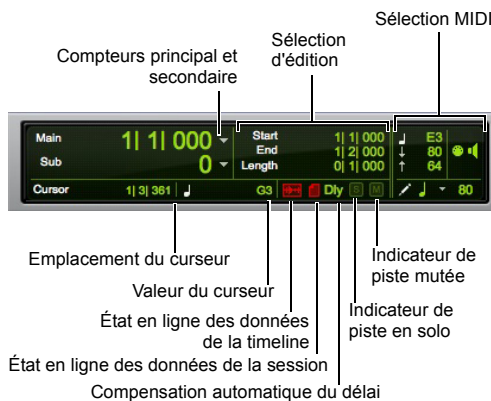 Sélection MIDI
Sélection
d'édition
Compteurs principal et
secondaire
Main 1| 1| 000
Sub 0
Start 1| 1| 000
End 1| 2| 000
Length 0| 1| 000
E3
80
64
Cursor 1| 3| 361 G3 Dly S M 80
Emplacement du curseur
Indicateur de
piste mutée
Valeur du curseur
Indicateur de
piste en solo
État en ligne des données
de la timeline
État en ligne des données de la session
Compensation automatique du délai